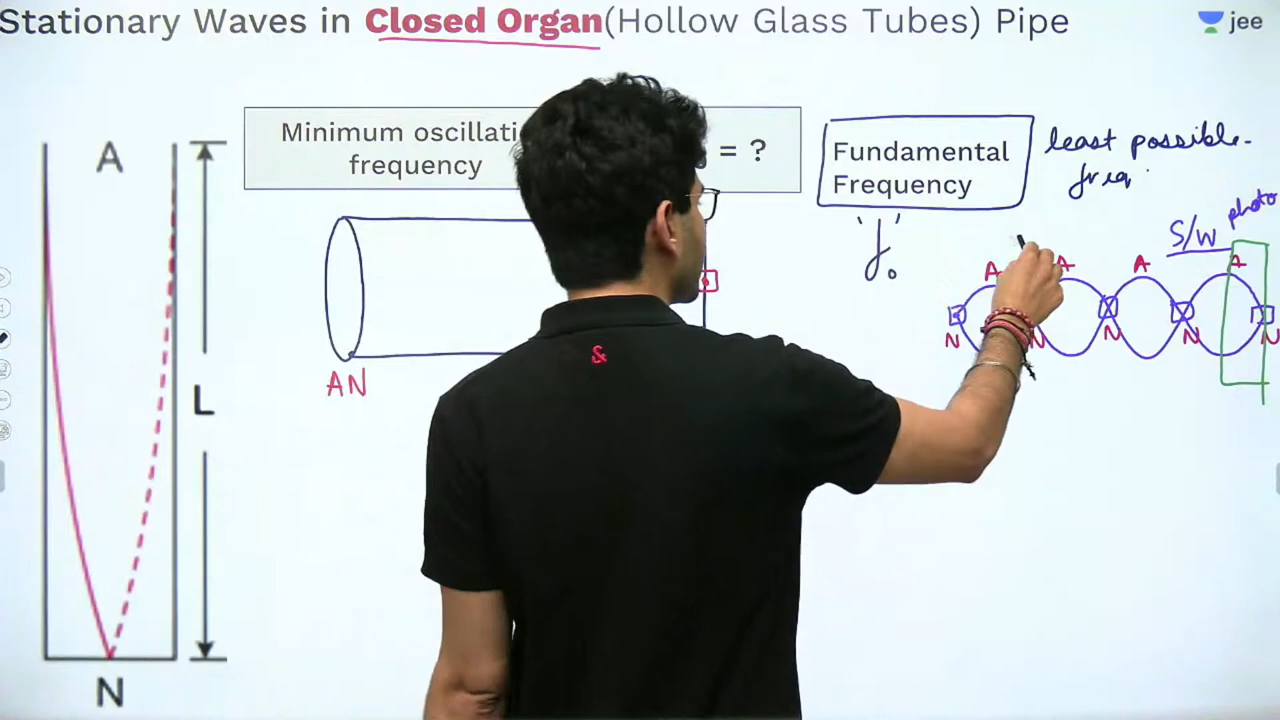 Stationary Waves in Closed Organ(Hollow Glass Tubes) Pipe
jee
Minimum oscillati
frequency
= ?
Fundamental
Frequency
least possible
freq
'f₀'
S/W photo
A
L
N
AN
A
A
A
A
N
N
N
N
N